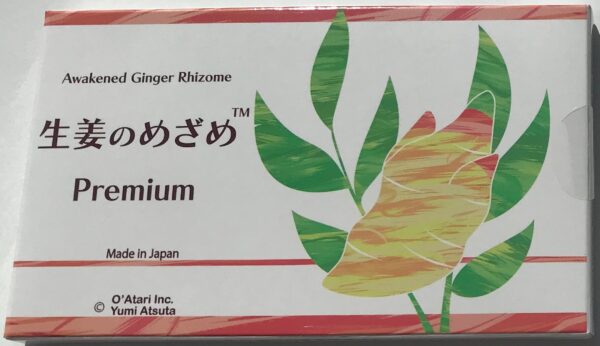 Awakened Ginger Rhizome
生姜のめざめ™
Premium
Made in Japan
© O'Atari Inc.
Yumi Atsuta